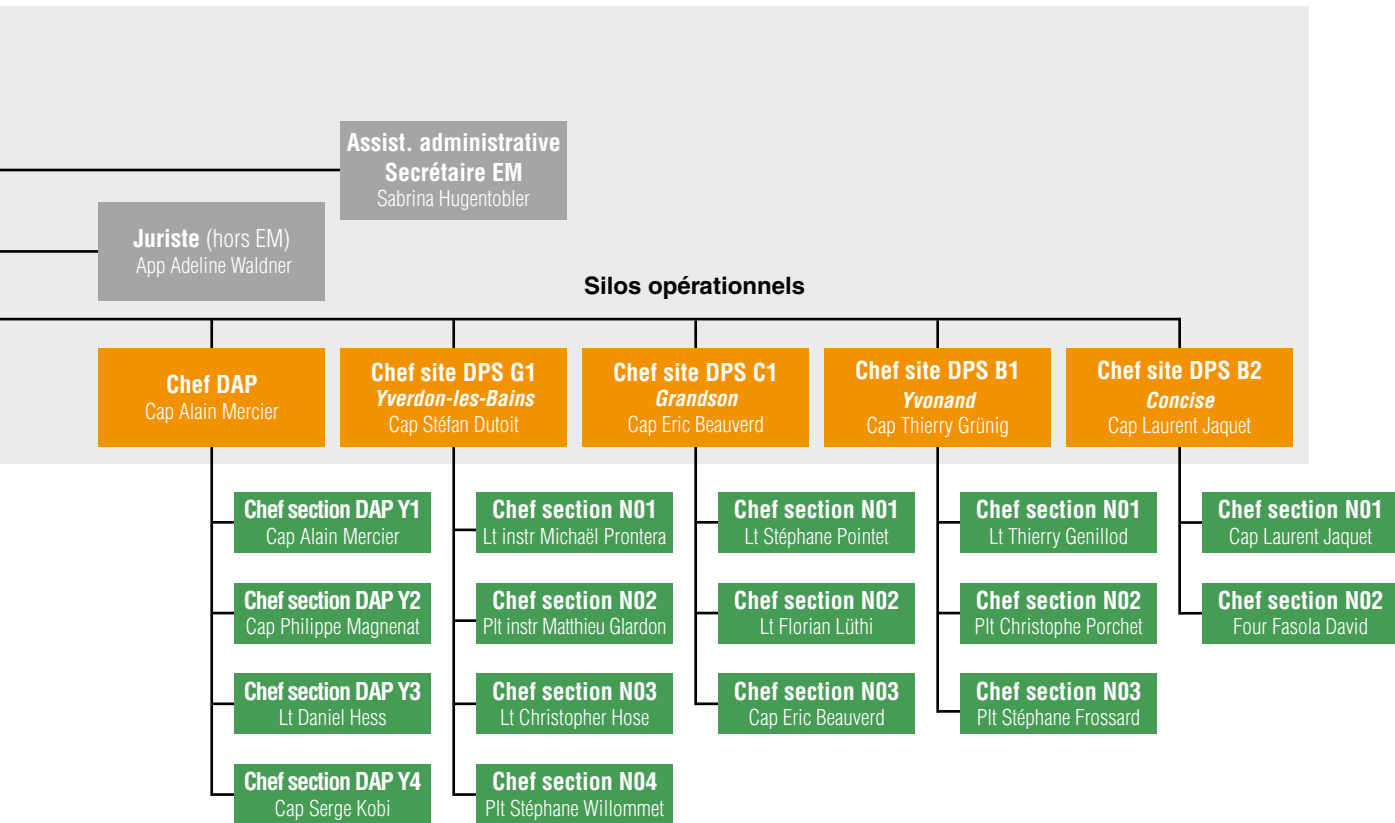 Assist. administrative
Secrétaire EM
Sabrina Hugentobler
Juriste (hors EM)
App Adeline Waldner
Silos opérationnels
Chef DAP
Cap Alain Mercier
Chef site DPS G1
Yverdon-les-Bains
Cap Stéfan Dutoit
Chef site DPS C1
Grandson
Cap Eric Beauverd
Chef site DPS B1
Yvonand
Cap Thierry Grünig
Chef site DPS B2
Concise
Cap Laurent Jaquet
Chef section DAP Y1
Cap Alain Mercier
Chef section DAP Y2
Cap Philippe Magnenat
Chef section DAP Y3
Lt Daniel Hess
Chef section DAP Y4
Cap Serge Kobi
Chef section N01
Lt instr Michaël Prontera
Chef section N02
Plt instr Matthieu Glardon
Chef section N03
Lt Christopher Hose
Chef section N04
Plt Stéphane Willommet
Chef section N01
Lt Stéphane Pointet
Chef section N02
Lt Florian Lüthi
Chef section N03
Cap Eric Beauverd
Chef section N01
Lt Thierry Genillod
Chef section N02
Plt Christophe Porchet
Chef section N03
Plt Stéphane Frossard
Chef section N01
Cap Laurent Jaquet
Chef section N02
Four Fasola David